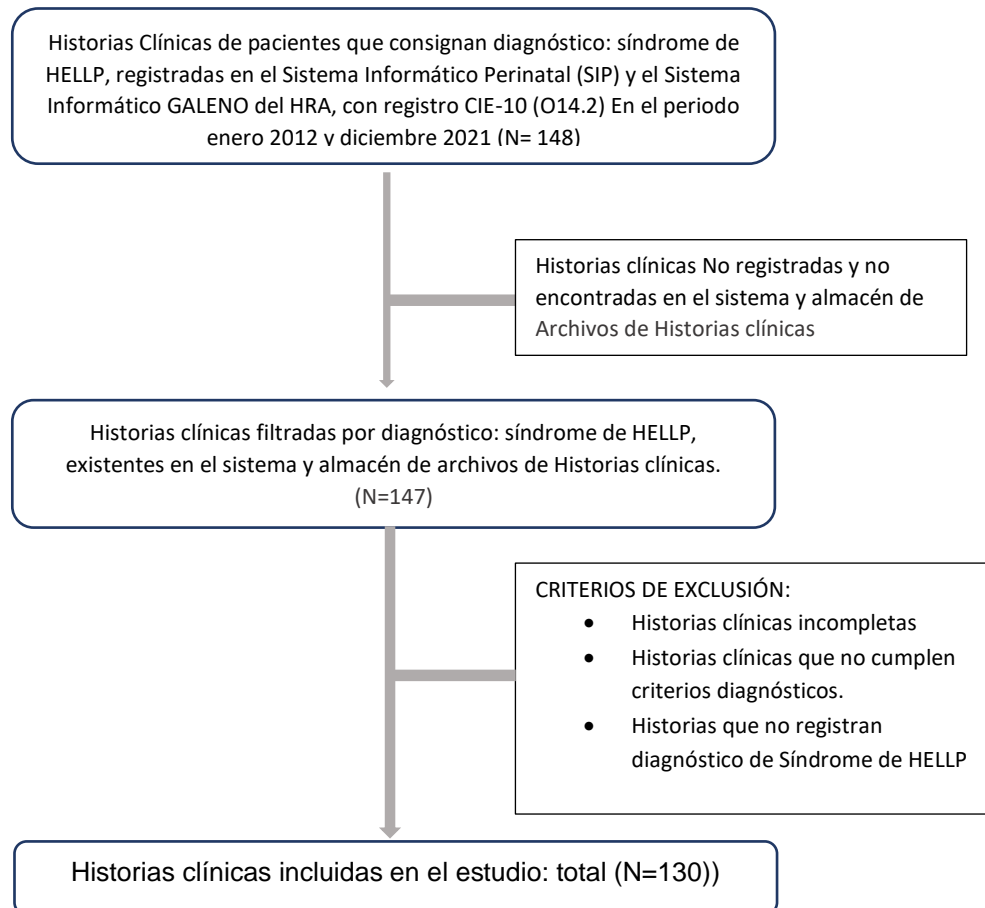 Historias Clínicas de pacientes que consignan diagnóstico: síndrome de
HELLP, registradas en el Sistema Informático Perinatal (SIP) y el Sistema
Informático GALENO del HRA, con registro CIE-10 (O14.2) En el periodo
enero 2012 y diciembre 2021 (N= 148)
Historias clínicas No registradas y no
encontradas en el sistema y almacén de
Archivos de Historias clínicas
Historias clínicas filtradas por diagnóstico: síndrome de HELLP,
existentes en el sistema y almacén de archivos de Historias clínicas.
(N=147)
CRITERIOS DE EXCLUSIÓN:
• Historias clínicas incompletas
• Historias clínicas que no cumplen
criterios diagnósticos.
• Historias que no registran
diagnóstico de Síndrome de HELLP
Historias clínicas incluidas en el estudio: total (N=130))